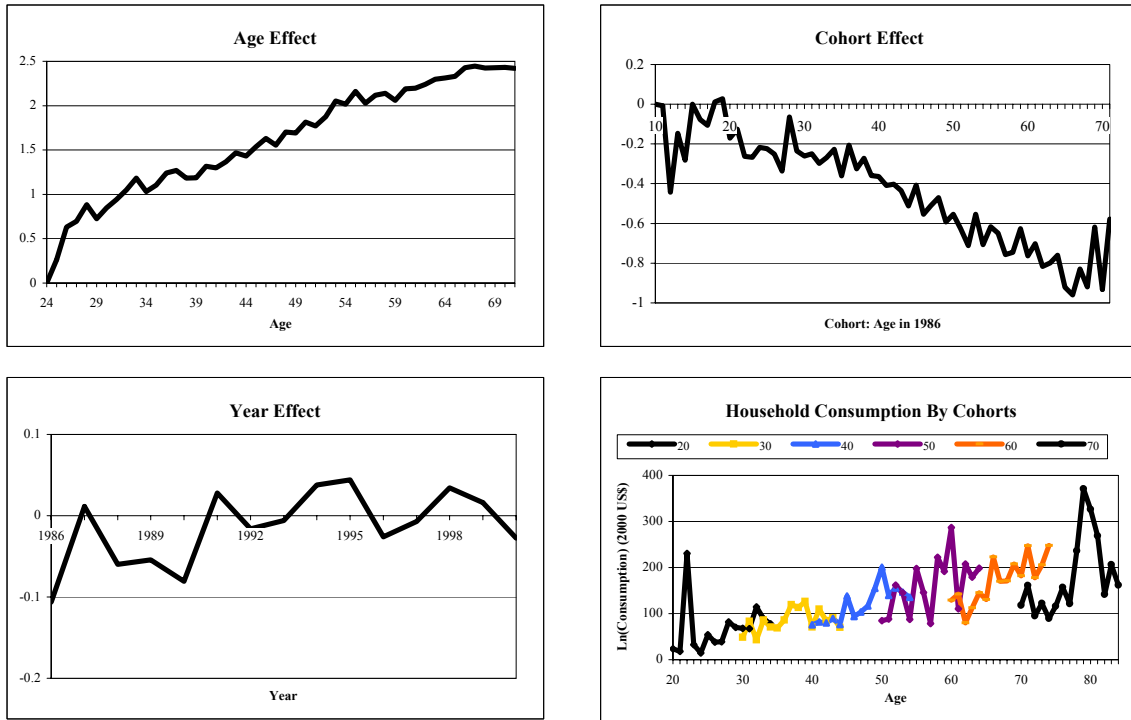 Age Effect
2.5
2
1.5
1
0.5
0
24 29 34 39 44 49 54 59 64 69
Age
Cohort Effect
0.2
0
-0.2
-0.4
-0.6
-0.8
-1
10 20 30 40 50 60 70
Cohort: Age in 1986
Year Effect
0.1
0
-0.1
-0.2
1986 1989 1992 1995 1998
Year
Household Consumption By Cohorts
20 30 40 50 60 70
Ln(Consumption) (2000 US$)
400
300
200
100
0
20 30 40 50 60 70 80
Age